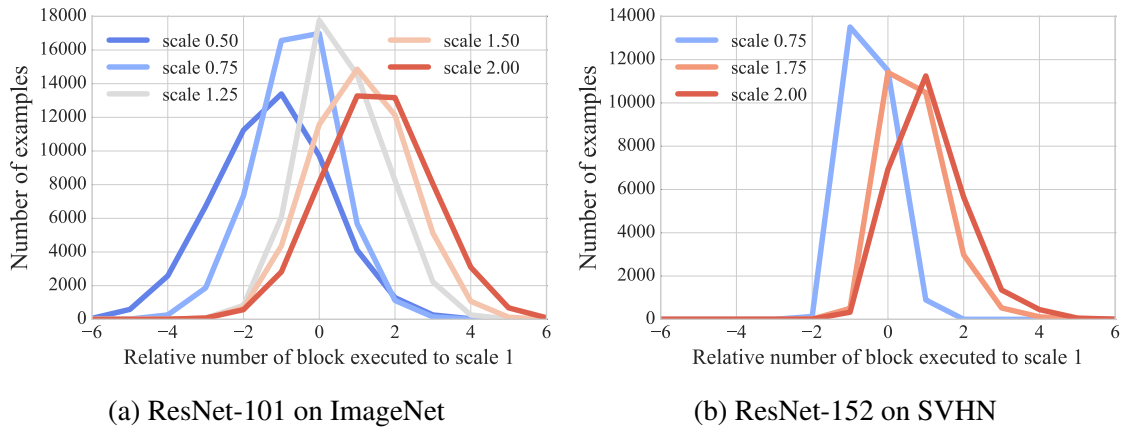 18000
16000
14000
12000
10000
8000
6000
4000
2000
0
−6 −4 −2 0 2 4 6
Number of examples
Relative number of block executed to scale 1
scale 0.50
scale 0.75
scale 1.25
scale 1.50
scale 2.00
(a) ResNet-101 on ImageNet
14000
12000
10000
8000
6000
4000
2000
0
−6 −4 −2 0 2 4 6
Number of examples
Relative number of block executed to scale 1
scale 0.75
scale 1.75
scale 2.00
(b) ResNet-152 on SVHN